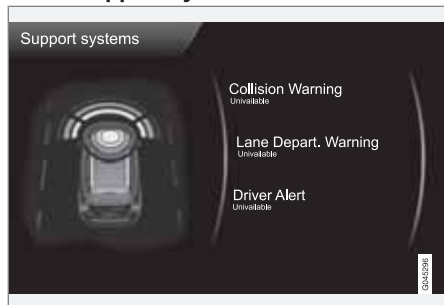 Support systems
Collision Warning
Univailable
Lane Depart. Warning
Univailable
Driver Alert
Univailable
G045296